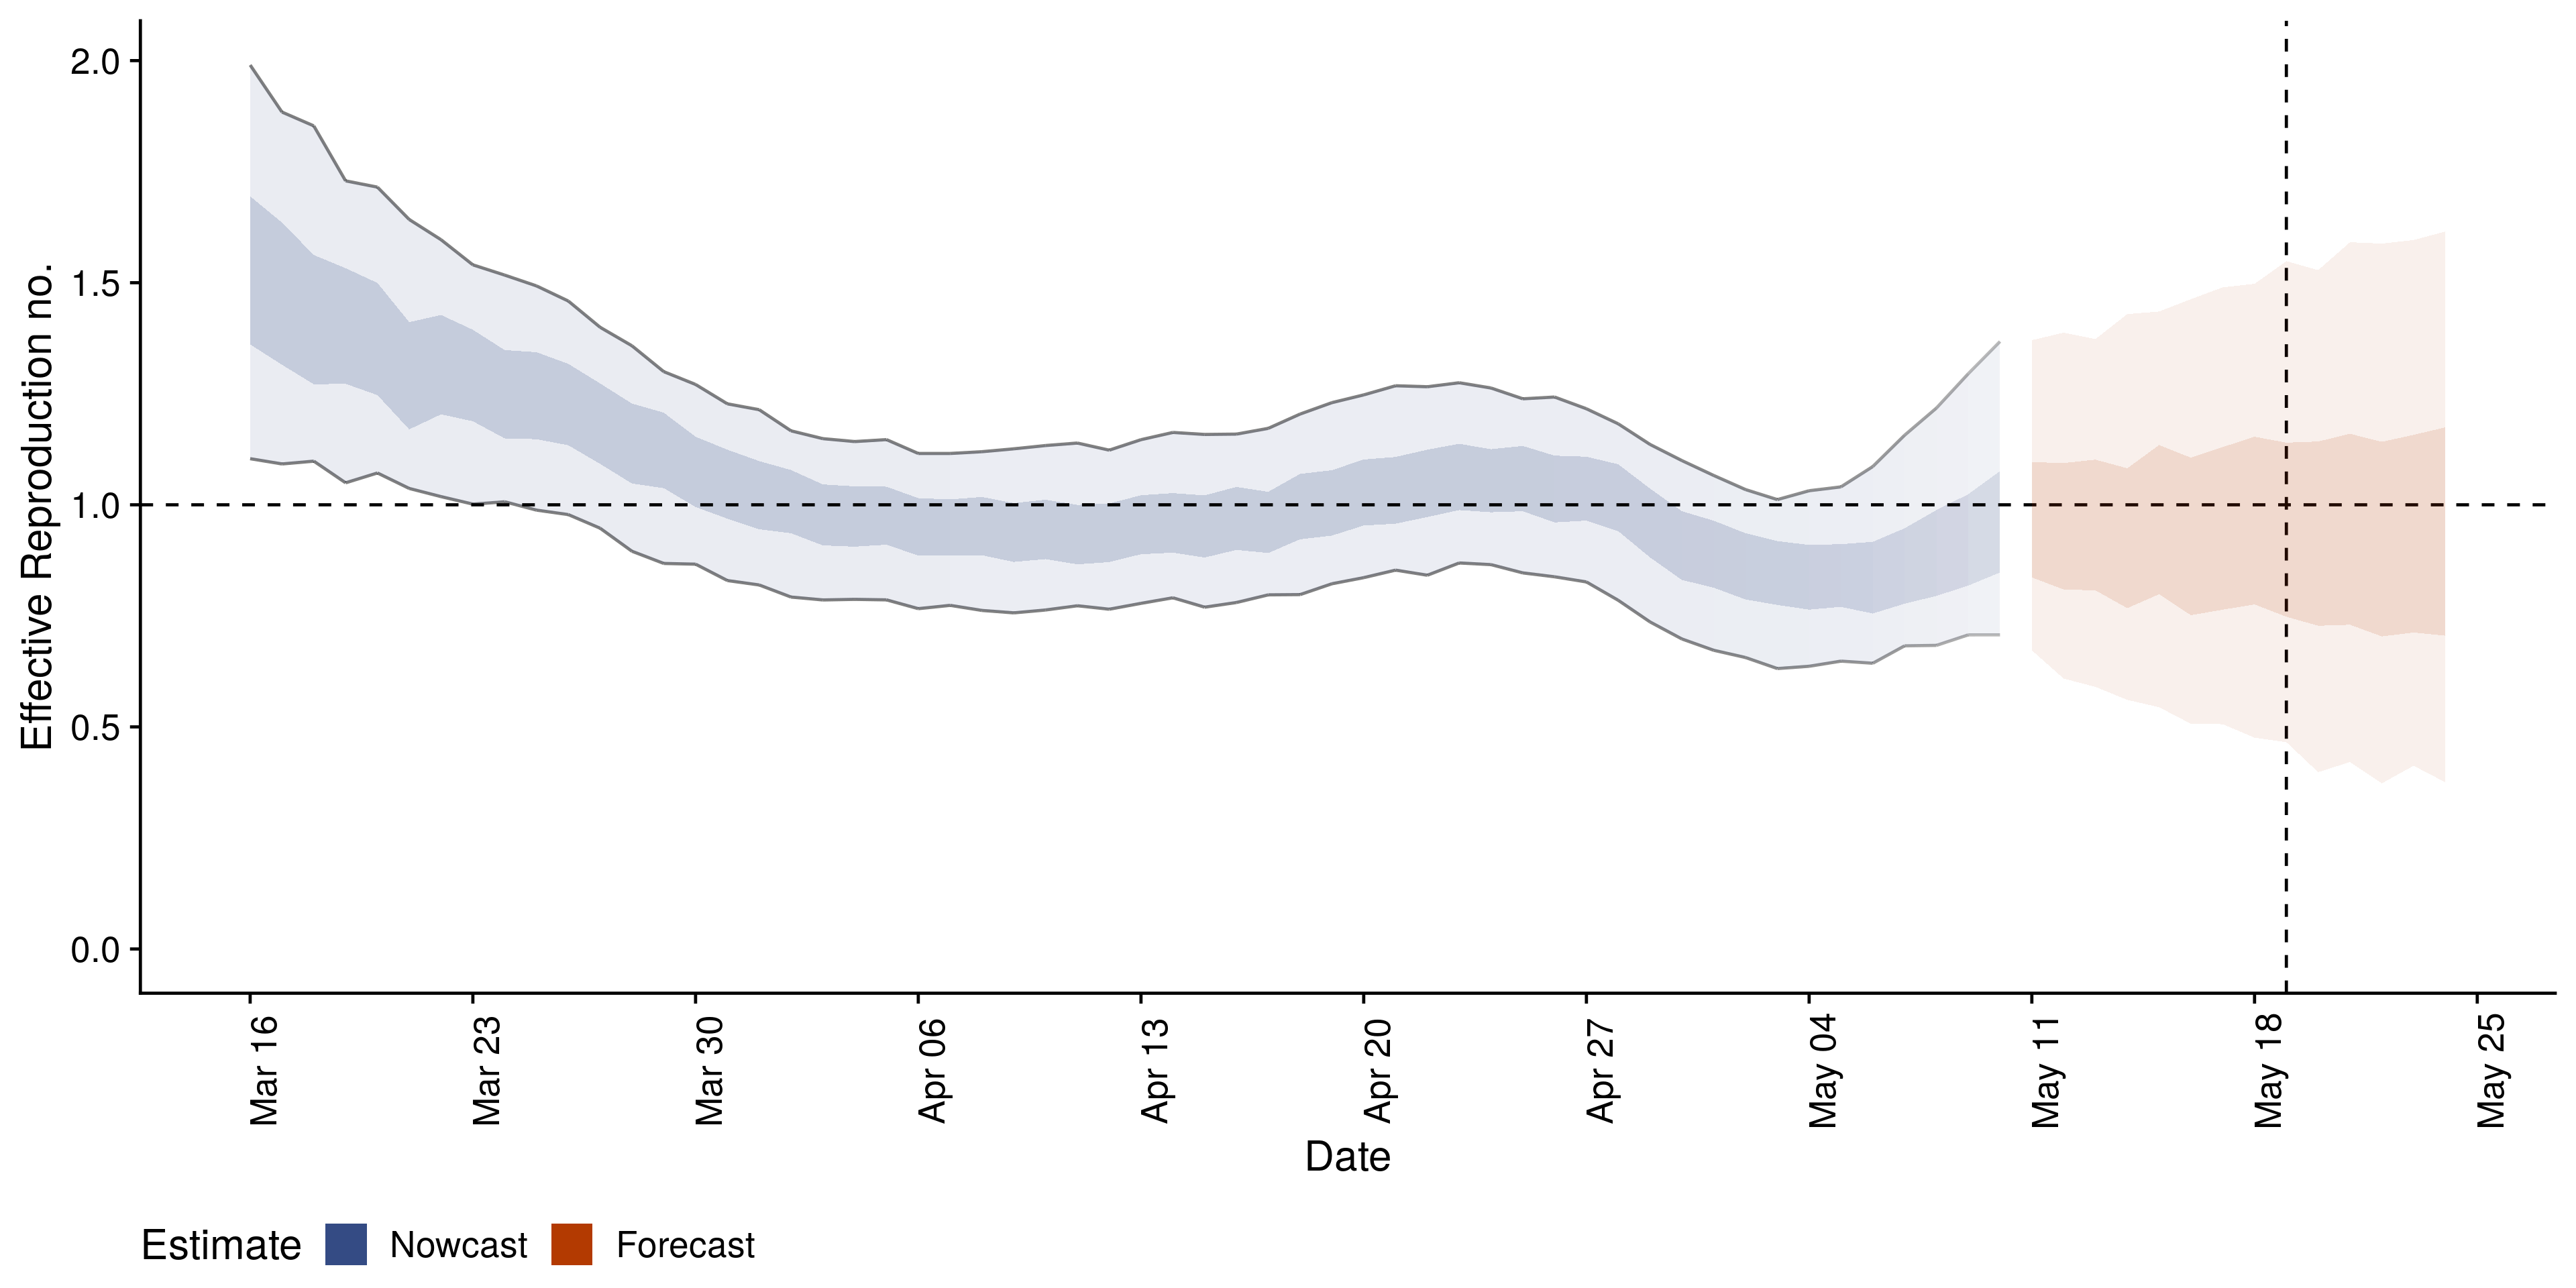 Effective Reproduction no.
2.0
1.5
1.0
0.5
0.0
Mar 16
Mar 23
Mar 30
Apr 06
Apr 13
Apr 20
Apr 27
May 04
May 11
May 18
May 25
Date
Estimate Nowcast Forecast